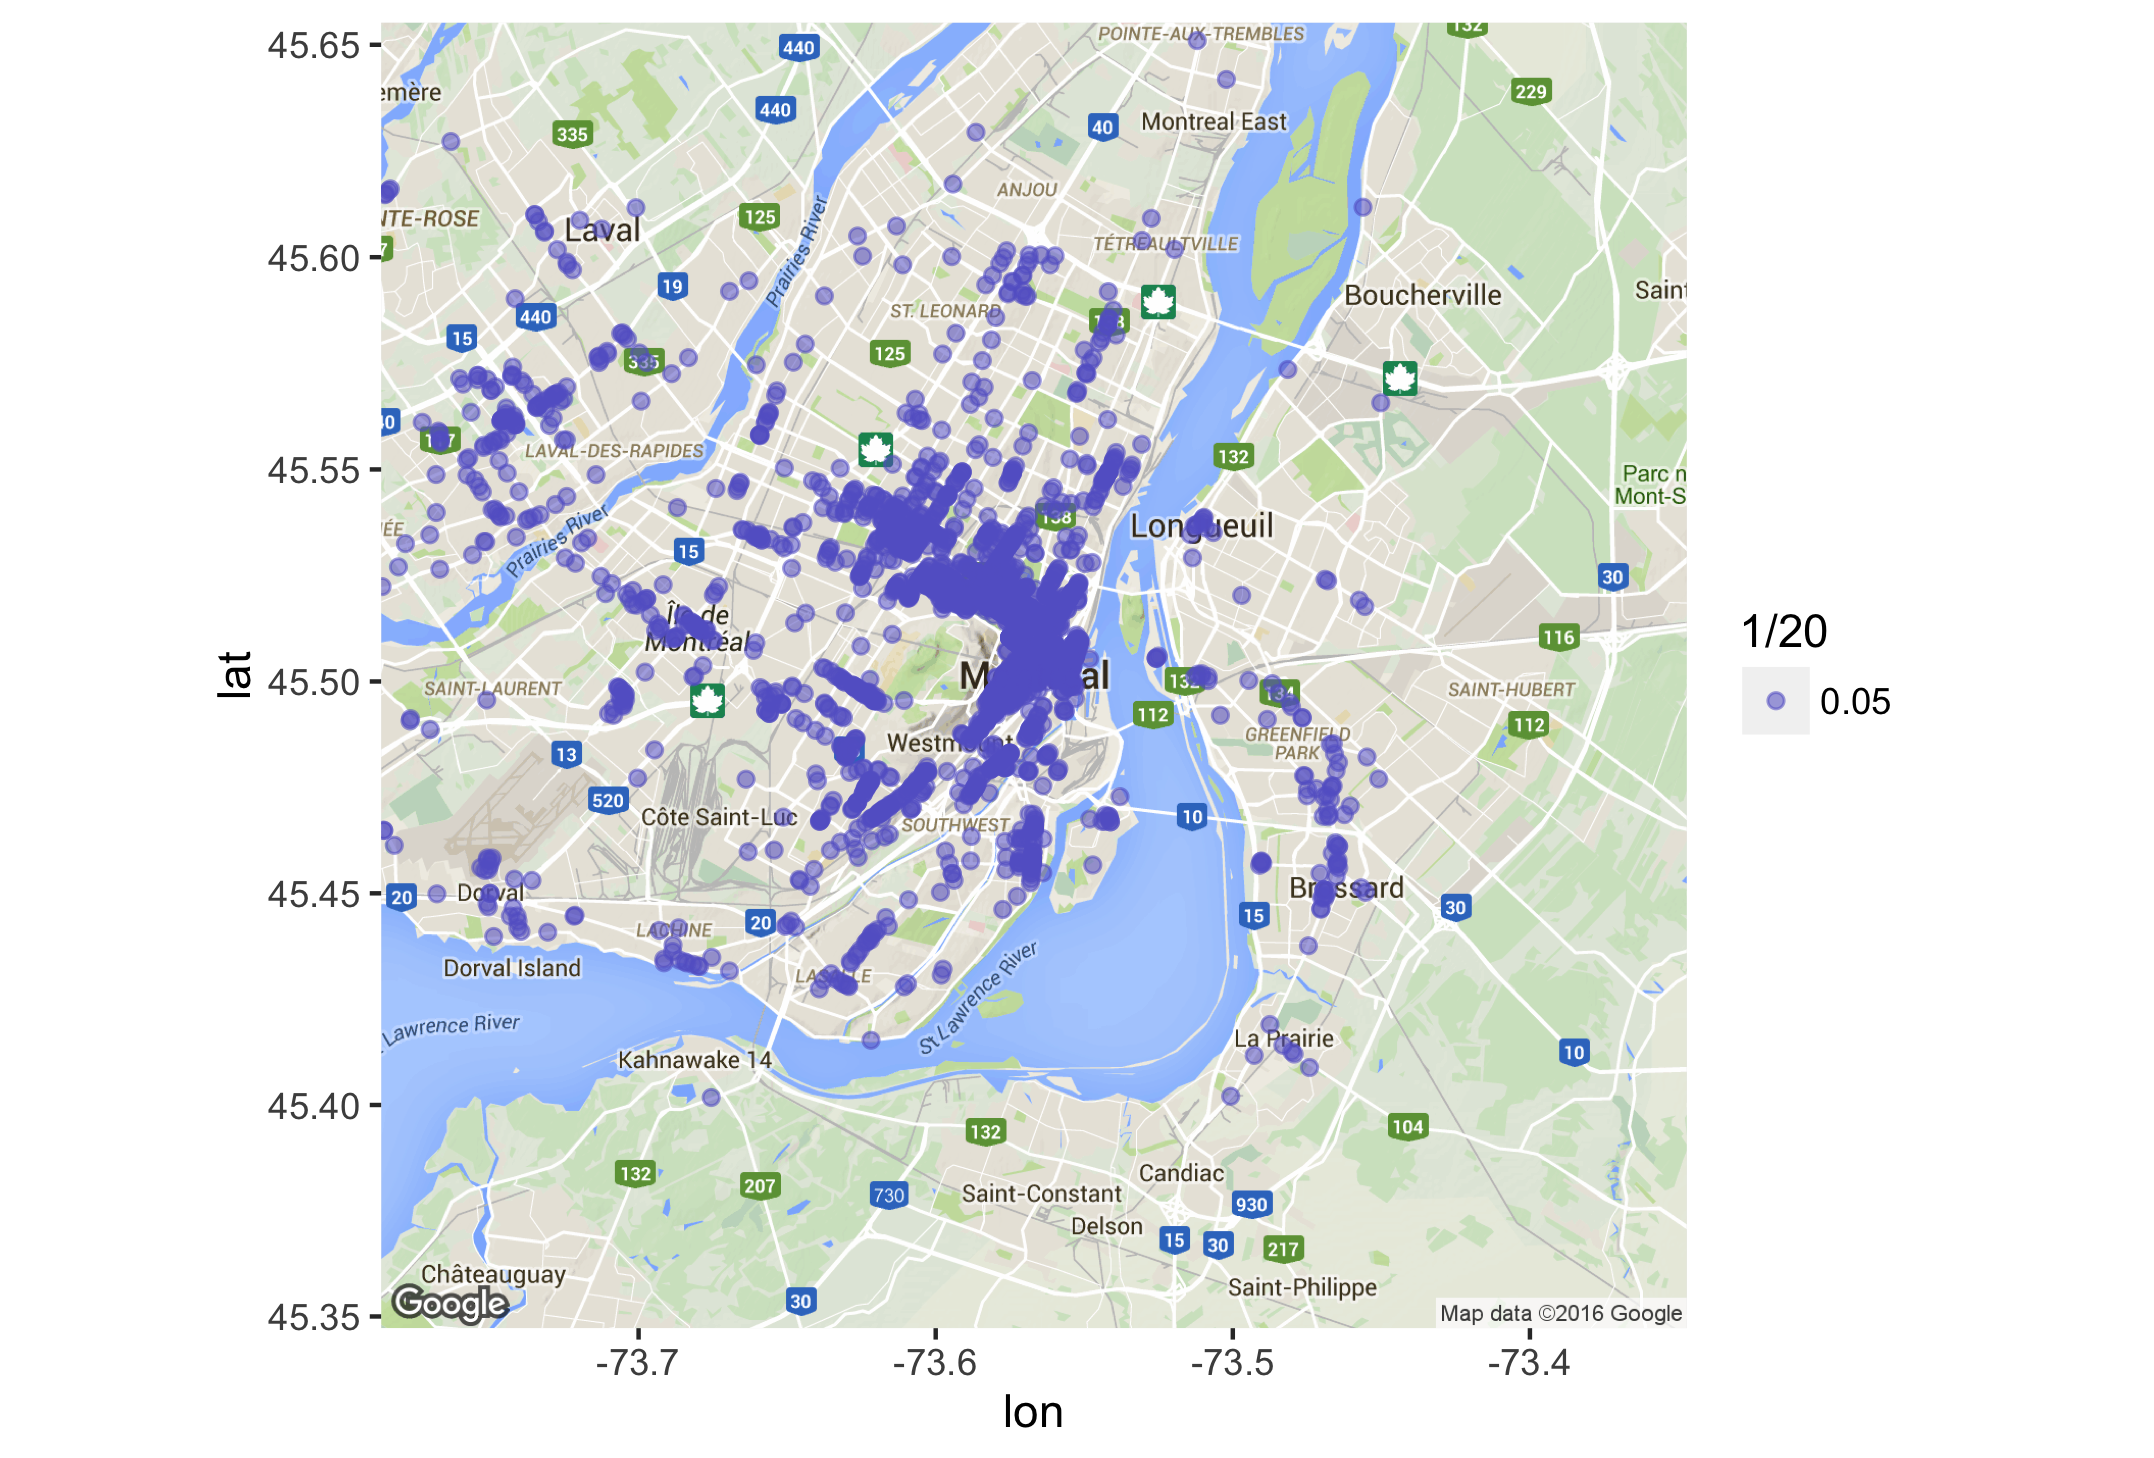 45.65
45.60
45.55
45.50
45.45
45.40
45.35
lat
-73.7
-73.6
-73.5
-73.4
lon
1/20
0.05
POINTE-AUX-TREMBLES
132
440
emère
229
440
335
40
Montreal East
ANJOU
NTE-ROSE
125
Laval
Prairies River
TÉTREAULTVILLE
7
19
Boucherville
Saint
ST. LEONARD
440
15
125
335
40
LAVAL-DES-RAPIDES
132
Parc n
Mont-S
138
Longueuil
ÉE
Prairies River
15
30
Île de
Montréal
116
SAINT-LAURENT
132
134
SAINT-HUBERT
112
112
GREENFIELD
PARK
Westmount
13
520
Côte Saint-Luc
SOUTHWEST
10
20
Dorval
Brossard
15
30
LACHINE
20
Dorval Island
LASALLE
St Lawrence River
Lawrence River
La Prairie
Kahnawake 14
10
132
104
132
207
730
Saint-Constant
Candiac
930
Delson
15
30
217
Châteauguay
Saint-Philippe
30
Google
Map data ©2016 Google